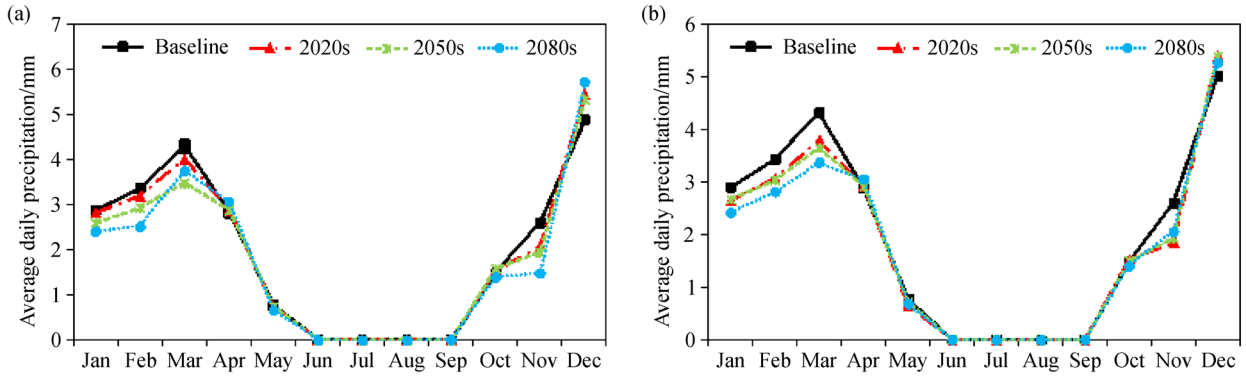 (a)
7
6
5
4
3
2
1
0
Average daily precipitation/mm
Baseline 2020s 2050s 2080s
Jan Feb Mar Apr May Jun Jul Aug Sep Oct Nov Dec
(b)
6
5
4
3
2
1
0
Average daily precipitation/mm
Baseline 2020s 2050s 2080s
Jan Feb Mar Apr May Jun Jul Aug Sep Oct Nov Dec